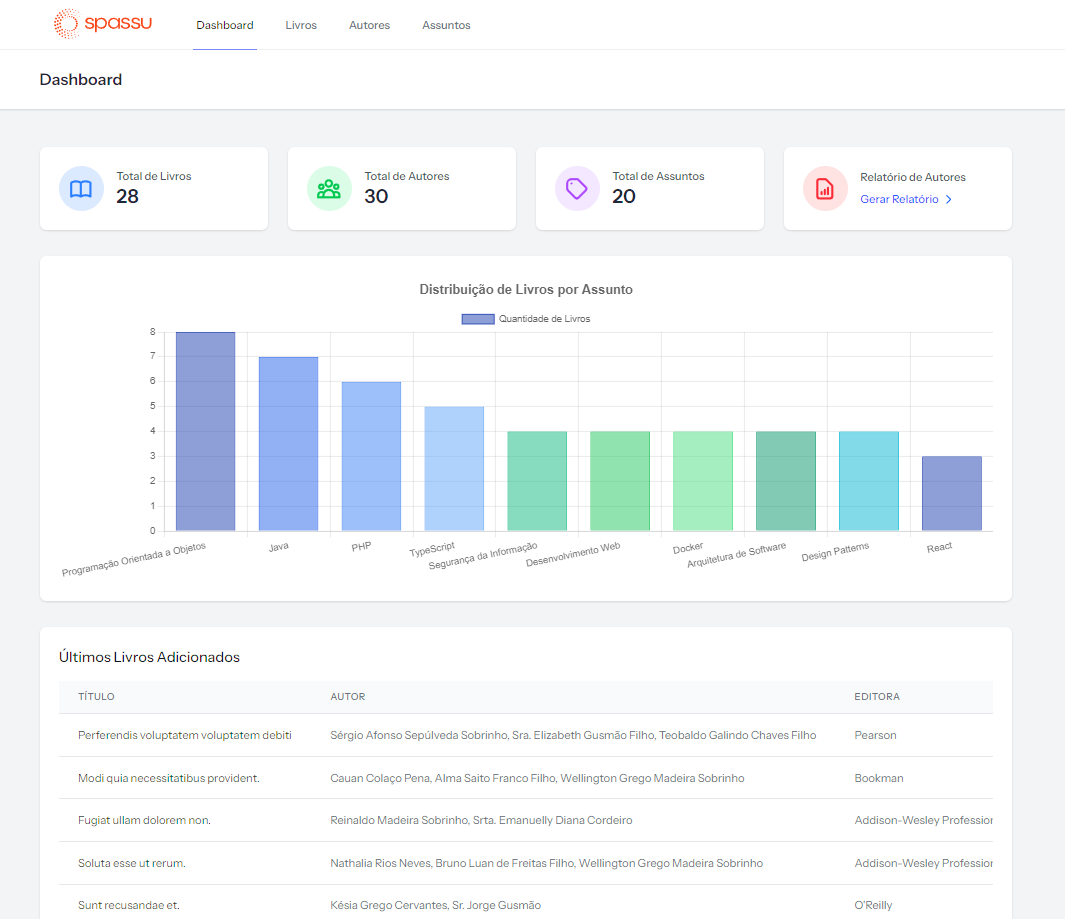 spassu Dashboard Livros Autores Assuntos
Dashboard
Total de Livros
28
Total de Autores
30
Total de Assuntos
20
Relatório de Autores
Gerar Relatório
Distribuição de Livros por Assunto
Quantidade de Livros
8
7
6
5
4
3
2
1
0
Programação Orientada a Objetos
Java
PHP
TypeScript
Segurança da Informação
Desenvolvimento Web
Docker
Arquitetura de Software
Design Patterns
React
Últimos Livros Adicionados
TÍTULO AUTOR EDITORA
Perferendis voluptatem voluptatem debiti Sérgio Afonso Sepúlveda Sobrinho, Sra. Elizabeth Gusmão Filho, Teobaldo Galindo Chaves Filho Pearson
Modi quia necessitatibus provident. Cauan Colaço Pena, Alma Saito Franco Filho, Wellington Grego Madeira Sobrinho Bookman
Fugiat ullam dolorem non. Reinaldo Madeira Sobrinho, Srta. Emanuelly Diana Cordeiro Addison-Wesley Profession
Soluta esse ut rerum. Nathalia Rios Neves, Bruno Luan de Freitas Filho, Wellington Grego Madeira Sobrinho Addison-Wesley Profession
Sunt recusandae et. Késia Grego Cervantes, Sr. Jorge Gusmão O'Reilly